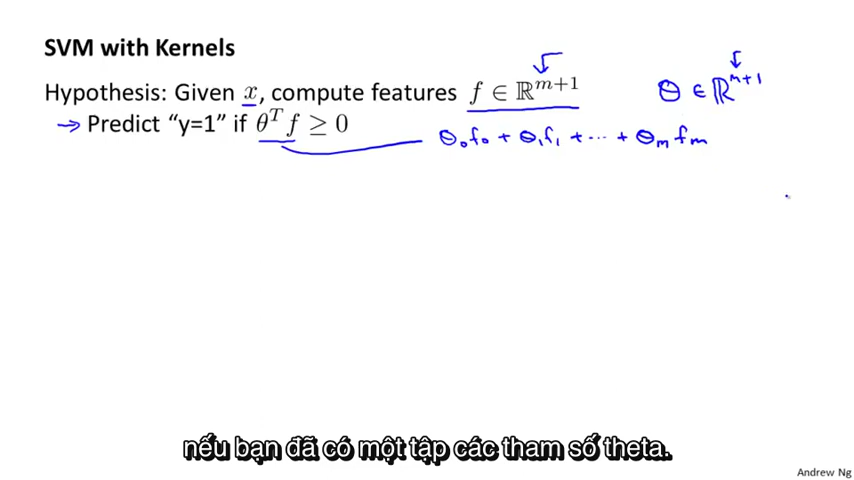 SVM with Kernels
Hypothesis: Given x, compute features f ∈ ℝ^{m+1} θ ∈ ℝ^{m+1}
→ Predict “y=1” if θ^T f ≥ 0
θ₀f₀ + θ₁f₁ + ... + θₘfₘ
nếu bạn đã có một tập các tham số theta.
Andrew Ng